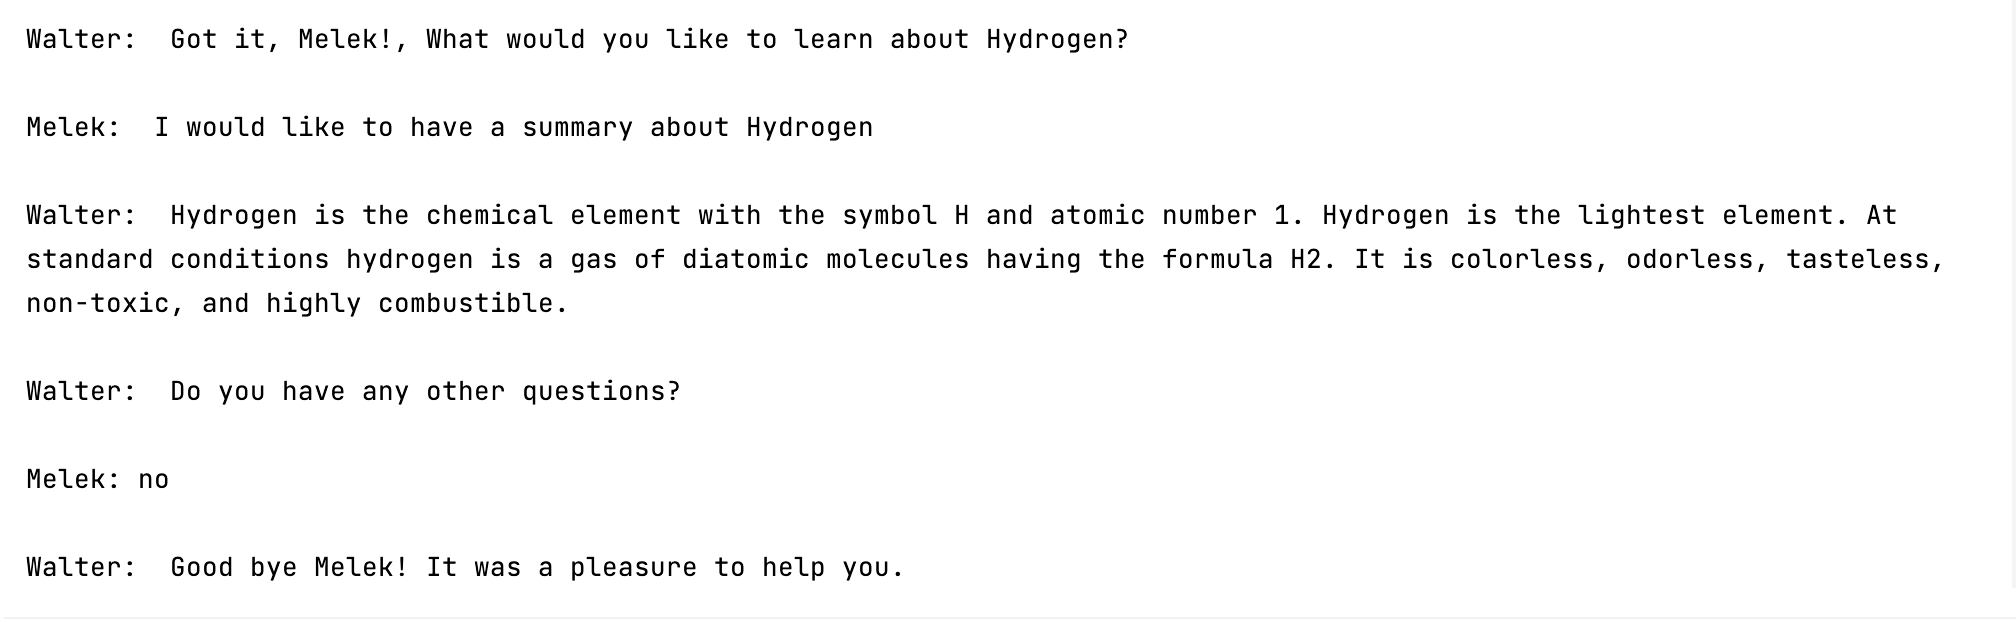 Walter:  Got it, Melek!, What would you like to learn about Hydrogen?
Melek:  I would like to have a summary about Hydrogen
Walter:  Hydrogen is the chemical element with the symbol H and atomic number 1. Hydrogen is the lightest element. At
standard conditions hydrogen is a gas of diatomic molecules having the formula H2. It is colorless, odorless, tasteless,
non-toxic, and highly combustible.
Walter:  Do you have any other questions?
Melek: no
Walter:  Good bye Melek! It was a pleasure to help you.